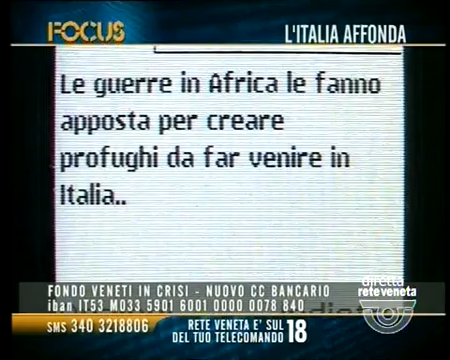 FOCUS
L'ITALIA AFFONDA
Le guerre in Africa le fanno
apposta per creare
profughi da far venire in
Italia..
FONDO VENETI IN CRISI - NUOVO CC BANCARIO
iban IT53 M033 5901 6001 0000 0078 840
diretta
reteveneta
SMS 340 3218806
RETE VENETA E' SUL
DEL TUO TELECOMANDO 18